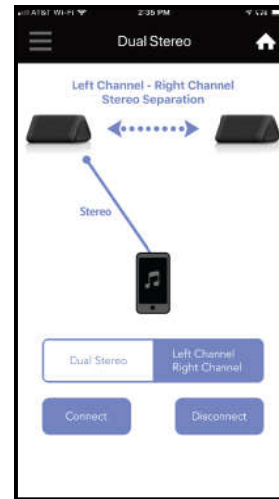 AT&T Wi-Fi 2:35 PM
Dual Stereo
Left Channel - Right Channel
Stereo Separation
Stereo
Dual Stereo
Left Channel
Right Channel
Connect
Disconnect